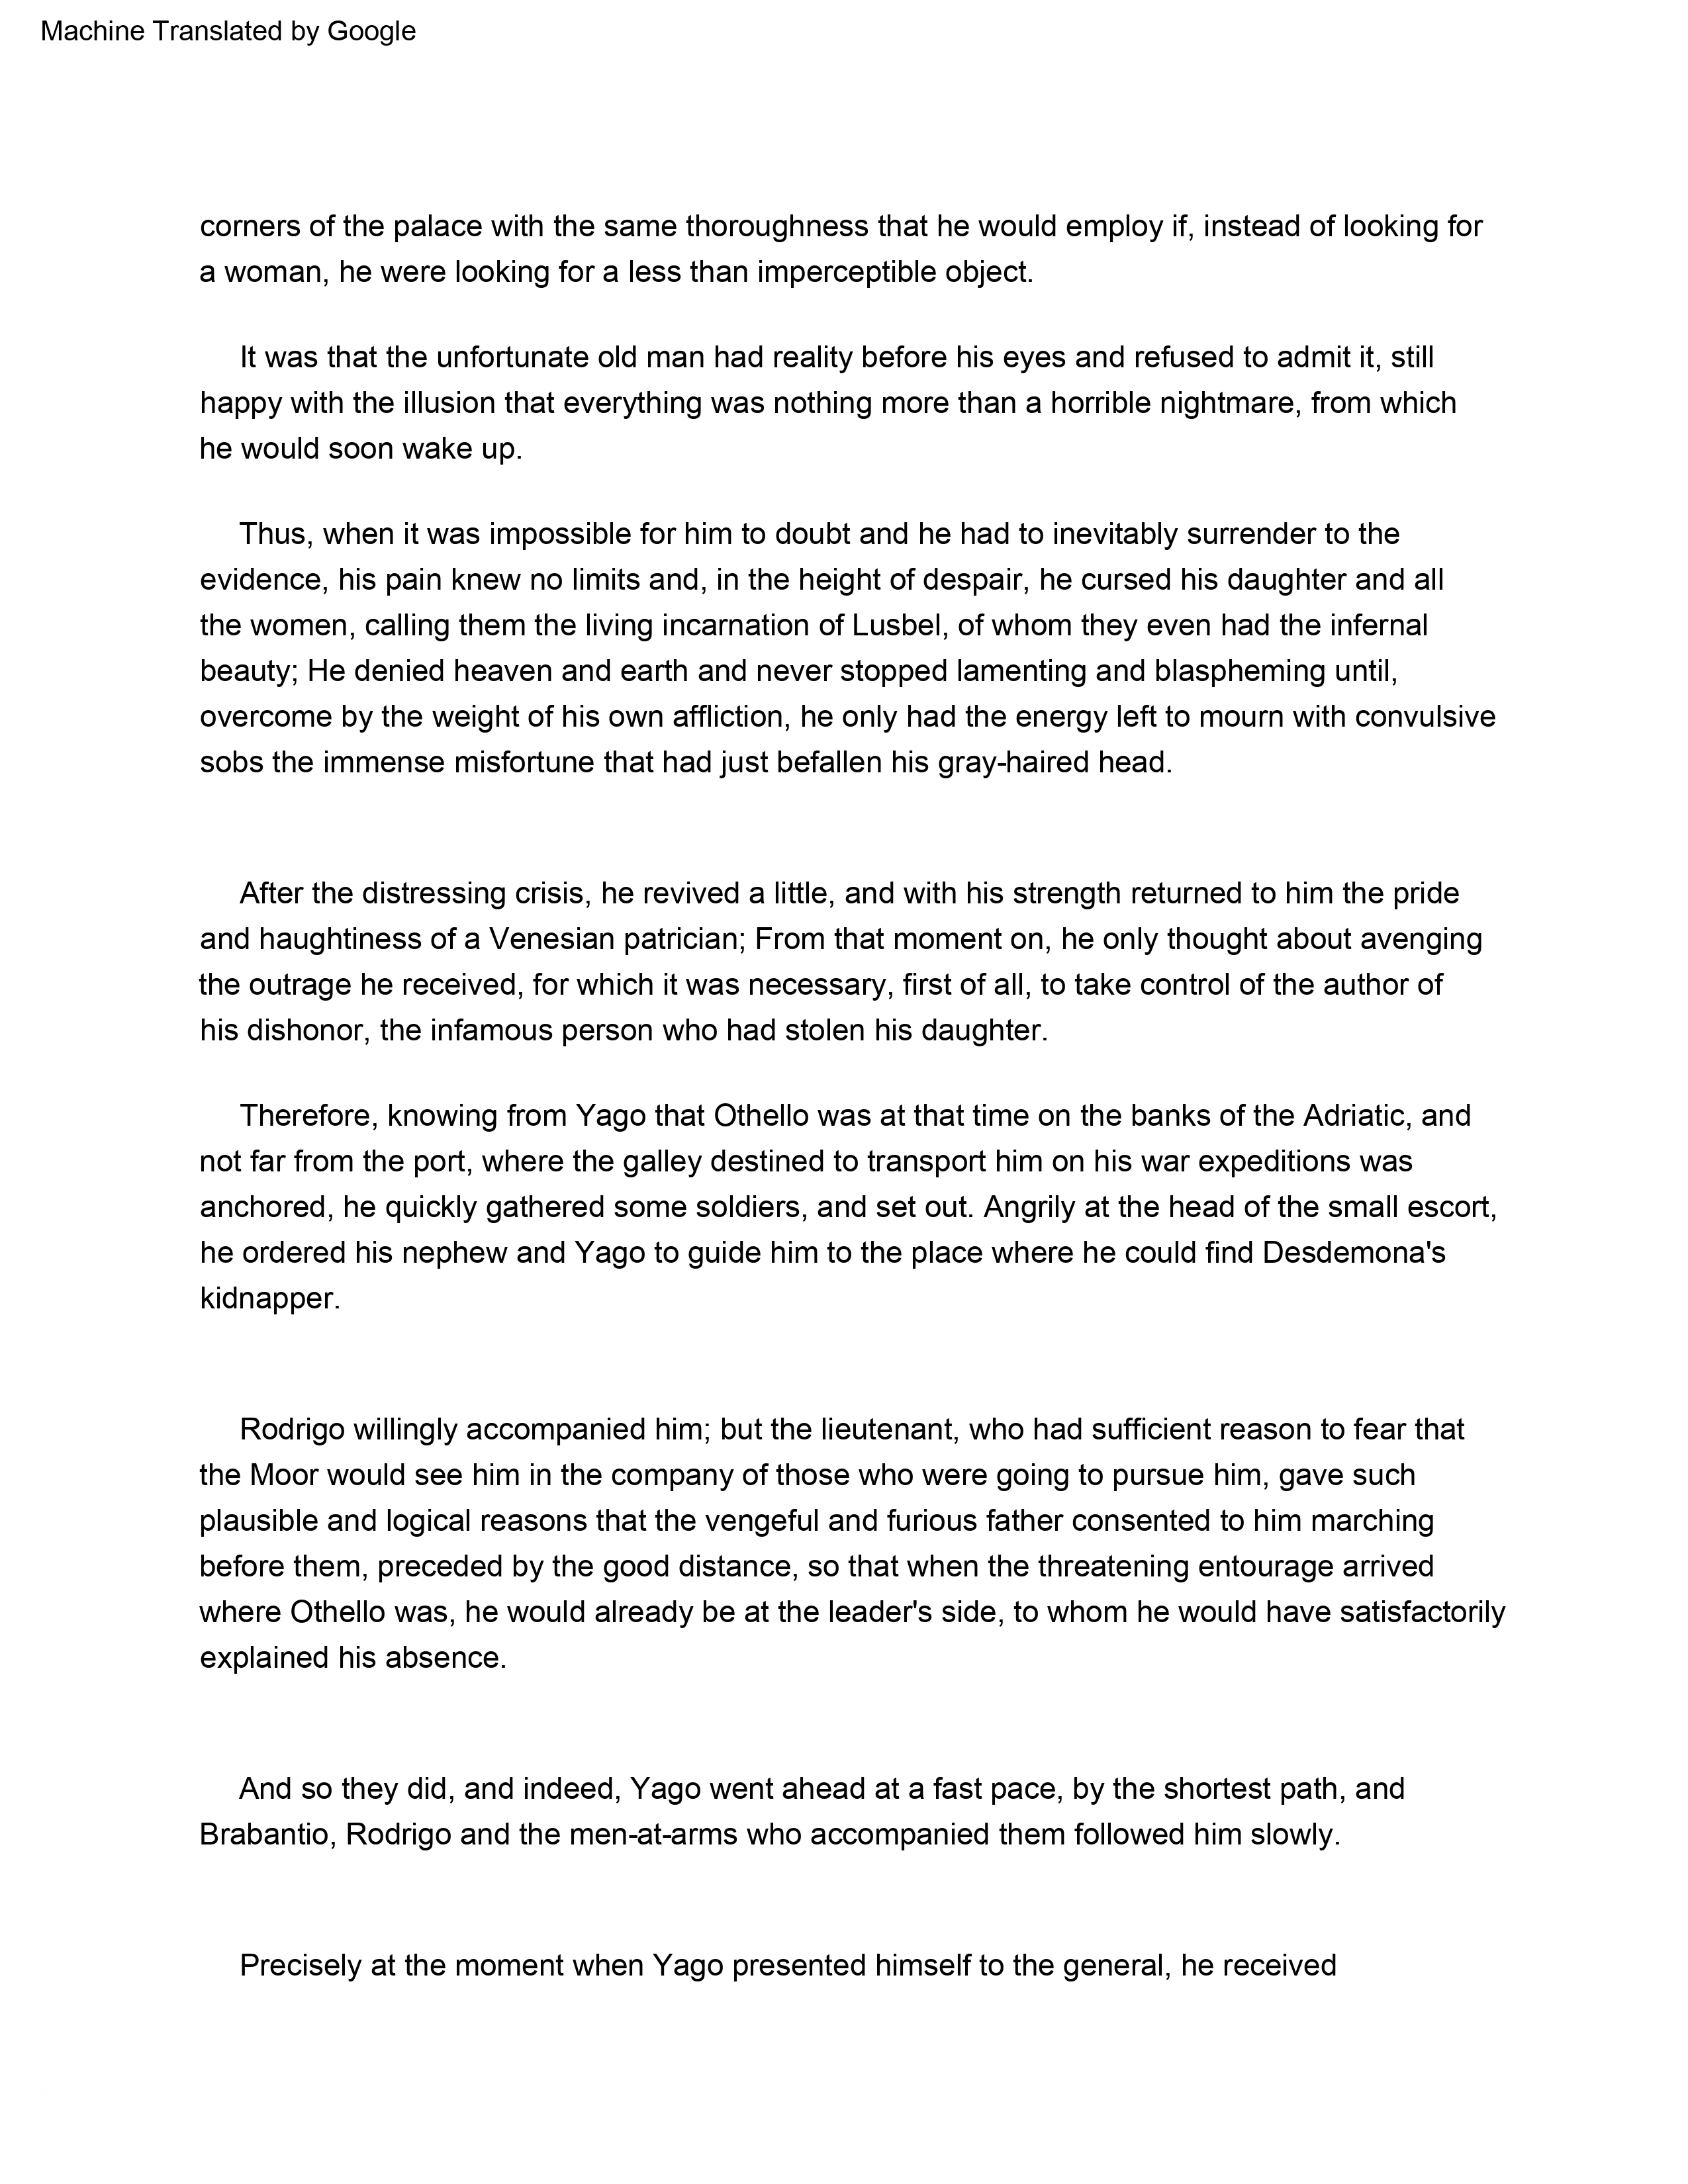 Machine Translated by Google
corners of the palace with the same thoroughness that he would employ if, instead of looking for
a woman, he were looking for a less than imperceptible object.
It was that the unfortunate old man had reality before his eyes and refused to admit it, still
happy with the illusion that everything was nothing more than a horrible nightmare, from which
he would soon wake up.
Thus, when it was impossible for him to doubt and he had to inevitably surrender to the
evidence, his pain knew no limits and, in the height of despair, he cursed his daughter and all
the women, calling them the living incarnation of Lusbel, of whom they even had the infernal
beauty; He denied heaven and earth and never stopped lamenting and blaspheming until,
overcome by the weight of his own affliction, he only had the energy left to mourn with convulsive
sobs the immense misfortune that had just befallen his gray-haired head.
After the distressing crisis, he revived a little, and with his strength returned to him the pride
and haughtiness of a Venesian patrician; From that moment on, he only thought about avenging
the outrage he received, for which it was necessary, first of all, to take control of the author of
his dishonor, the infamous person who had stolen his daughter.
Therefore, knowing from Yago that Othello was at that time on the banks of the Adriatic, and
not far from the port, where the galley destined to transport him on his war expeditions was
anchored, he quickly gathered some soldiers, and set out. Angrily at the head of the small escort,
he ordered his nephew and Yago to guide him to the place where he could find Desdemona's
kidnapper.
Rodrigo willingly accompanied him; but the lieutenant, who had sufficient reason to fear that
the Moor would see him in the company of those who were going to pursue him, gave such
plausible and logical reasons that the vengeful and furious father consented to him marching
before them, preceded by the good distance, so that when the threatening entourage arrived
where Othello was, he would already be at the leader's side, to whom he would have satisfactorily
explained his absence.
And so they did, and indeed, Yago went ahead at a fast pace, by the shortest path, and
Brabantio, Rodrigo and the men-at-arms who accompanied them followed him slowly.
Precisely at the moment when Yago presented himself to the general, he received